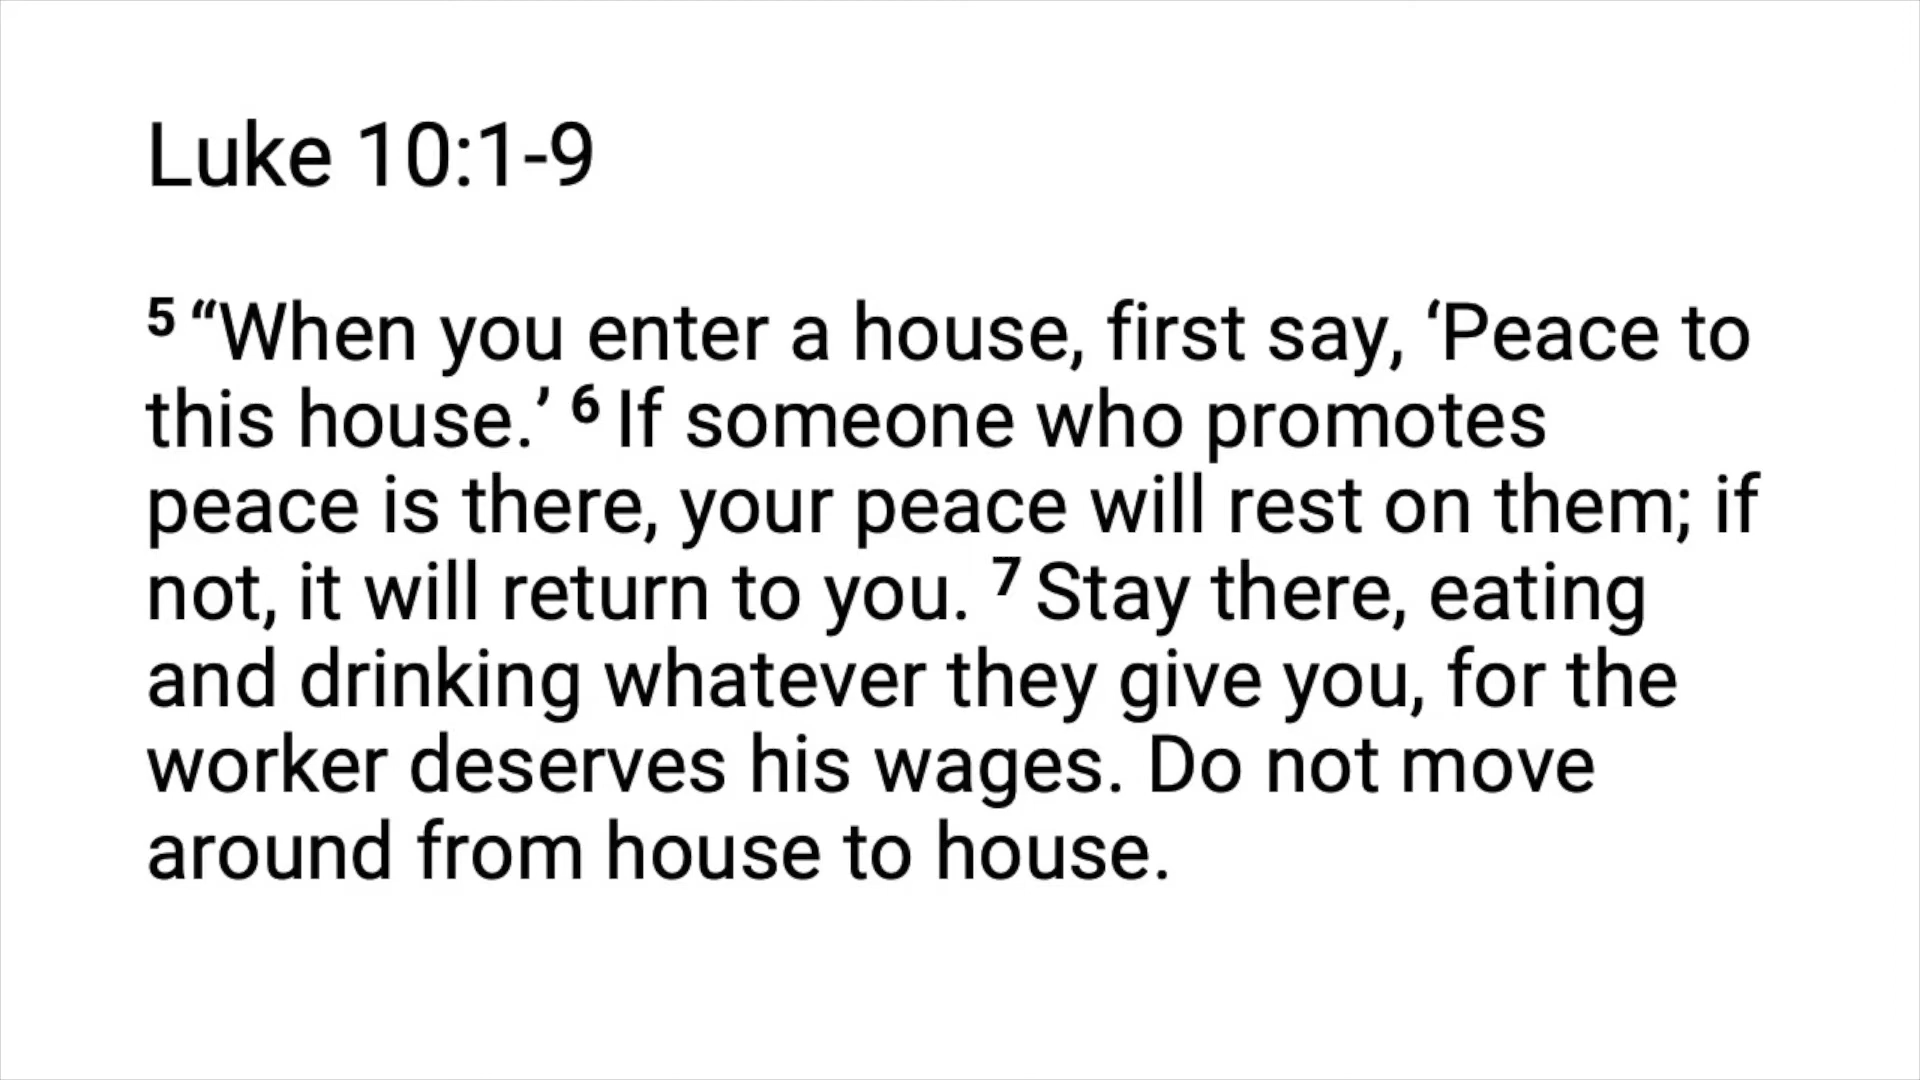 Luke 10:1-9
5 “When you enter a house, first say, ‘Peace to
this house.’ 6 If someone who promotes
peace is there, your peace will rest on them; if
not, it will return to you. 7 Stay there, eating
and drinking whatever they give you, for the
worker deserves his wages. Do not move
around from house to house.